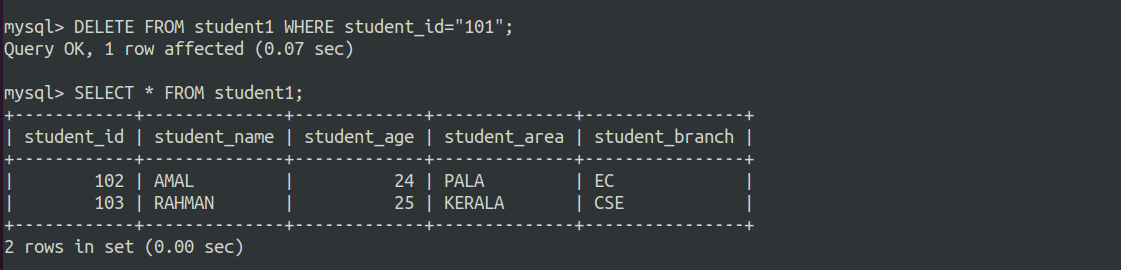 mysql> DELETE FROM student1 WHERE student_id="101";
Query OK, 1 row affected (0.07 sec)
mysql> SELECT * FROM student1;
+------------+--------------+-------------+--------------+----------------+
| student_id | student_name | student_age | student_area | student_branch |
+------------+--------------+-------------+--------------+----------------+
|        102 | AMAL         |          24 | PALA         | EC             |
|        103 | RAHMAN       |          25 | KERALA       | CSE            |
+------------+--------------+-------------+--------------+----------------+
2 rows in set (0.00 sec)